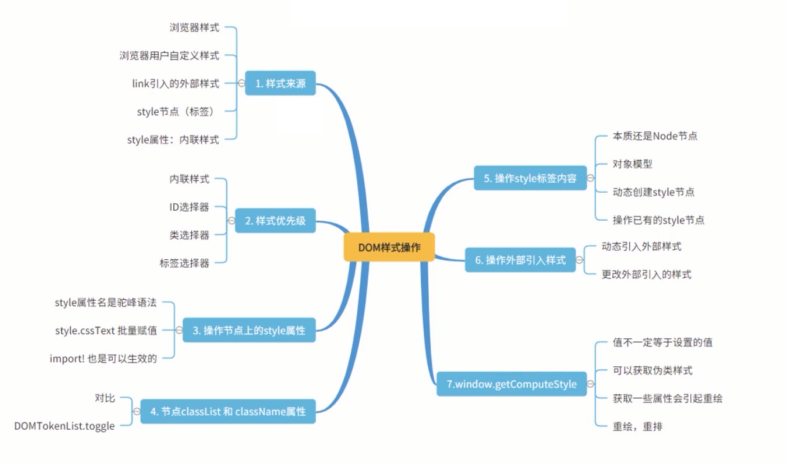 DOM样式操作
1. 样式来源
浏览器样式
浏览器用户自定义样式
link引入的外部样式
style节点（标签）
style属性：内联样式
2. 样式优先级
内联样式
ID选择器
类选择器
标签选择器
3. 操作节点上的style属性
style属性名是驼峰语法
style.cssText 批量赋值
import! 也是可以生效的
4. 节点classList 和 className属性
对比
DOMTokenList.toggle
5. 操作style标签内容
本质还是Node节点
对象模型
动态创建style节点
操作已有的style节点
6. 操作外部引入样式
动态引入外部样式
更改外部引入的样式
7.window.getComputeStyle
值不一定等于设置的值
可以获取伪类样式
获取一些属性会引起重绘
重绘，重排